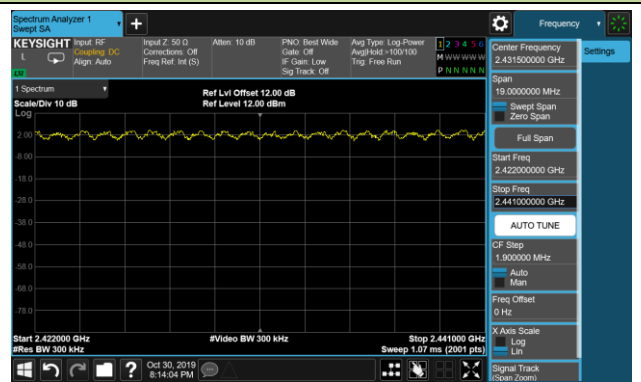 Spectrum Analyzer 1
Swept SA
Frequency
KEYSIGHT
L
LW
Input: RF
Coupling: DC
Align: Auto
Input Z: 50 Ω
Corrections: Off
Freq Ref: Int (S)
Atten: 10 dB
PNO: Best Wide
Gate: Off
IF Gain: Low
Sig Track: Off
Avg Type: Log-Power
Avg|Hold:>100/100
Trig: Free Run
1 2 3 4 5 6
M W W W W W
P N N N N N
1 Spectrum
Scale/Div 10 dB
Ref Lvl Offset 12.00 dB
Ref Level 12.00 dBm
Log
2.00
-8.00
-18.0
-28.0
-38.0
-48.0
-58.0
-68.0
-78.0
Start 2.422000 GHz
#Res BW 300 kHz
#Video BW 300 kHz
Stop 2.441000 GHz
Sweep 1.07 ms (2001 pts)
Center Frequency
2.431500000 GHz
Span
19.0000000 MHz
Swept Span
Zero Span
Full Span
Start Freq
2.422000000 GHz
Stop Freq
2.441000000 GHz
AUTO TUNE
CF Step
1.900000 MHz
Auto
Man
Freq Offset
0 Hz
X Axis Scale
Log
Lin
Signal Track
(Span Zoom)
Settings
?
Oct 30, 2019
8:14:04 PM